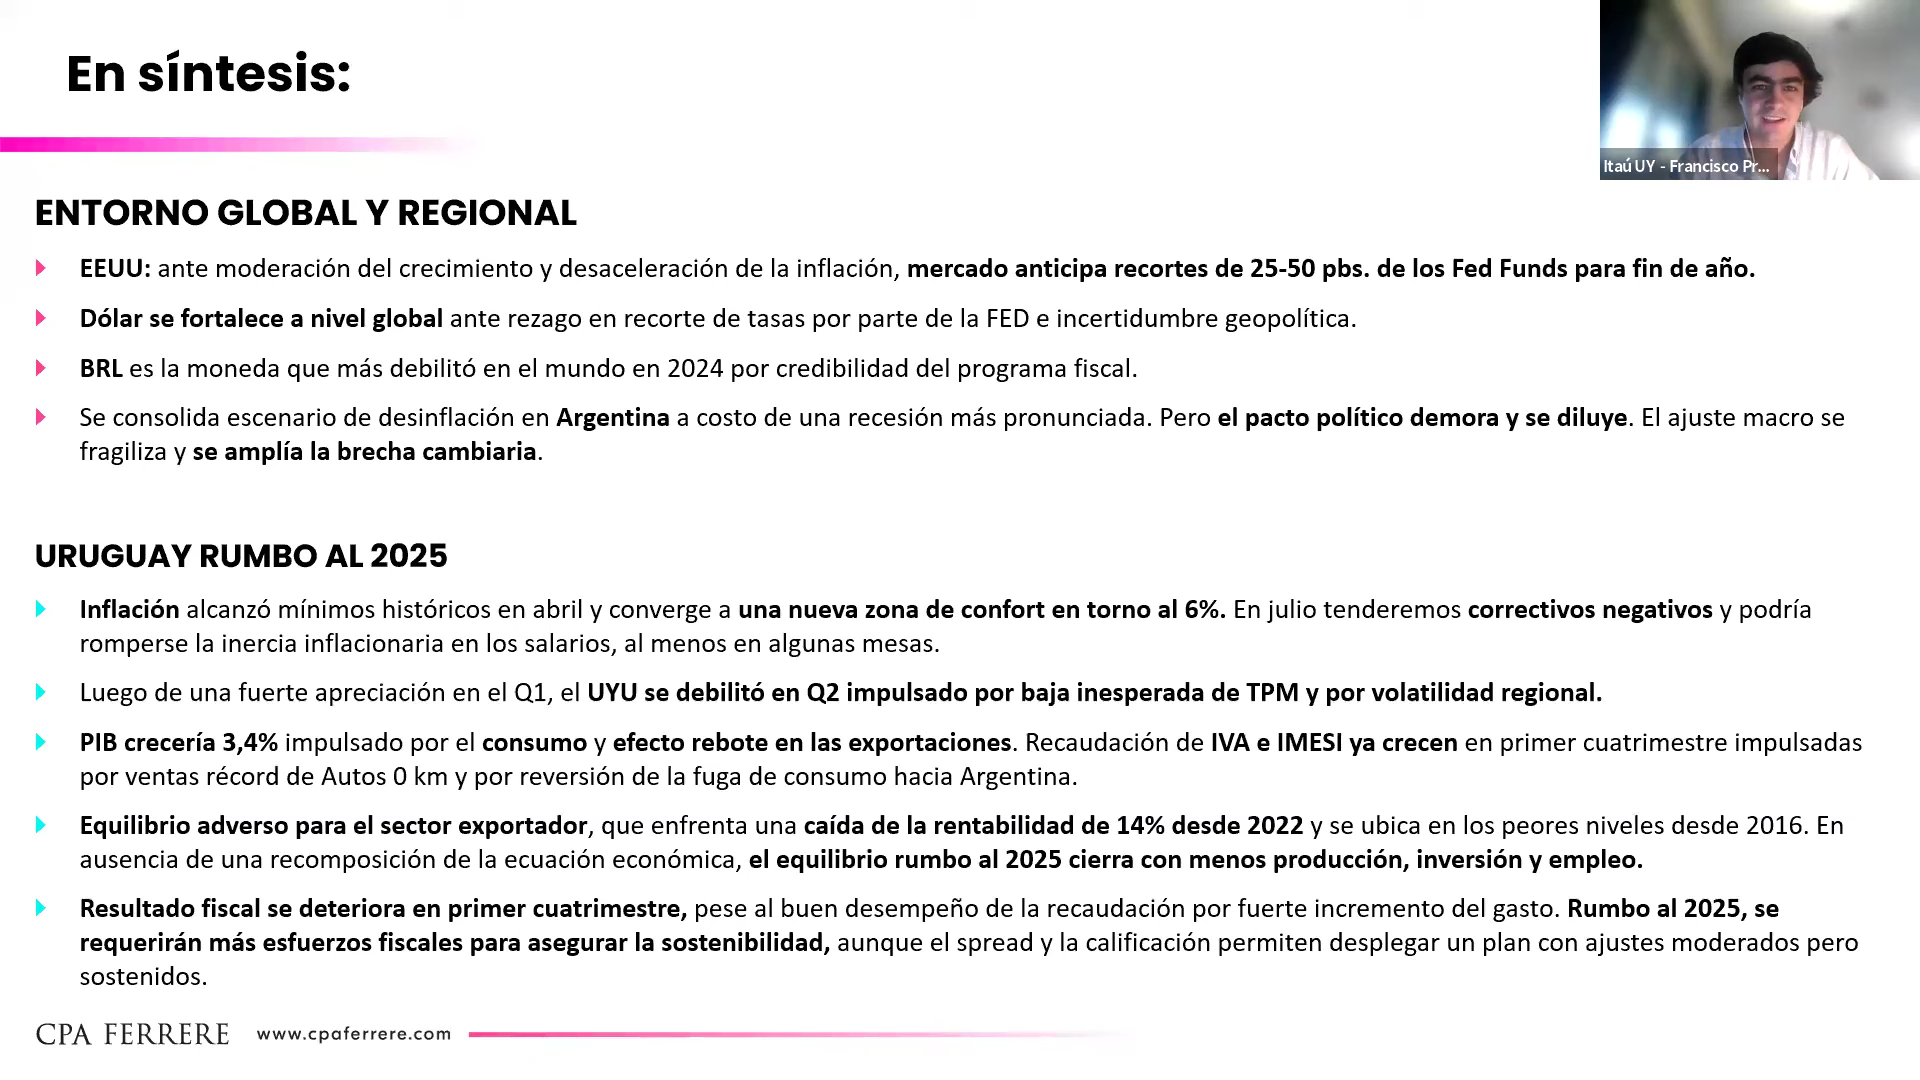 En síntesis:
Itaú UY - Francisco Pr...
ENTORNO GLOBAL Y REGIONAL
EEUU: ante moderación del crecimiento y desaceleración de la inflación, mercado anticipa recortes de 25-50 pbs. de los Fed Funds para fin de año.
Dólar se fortalece a nivel global ante rezago en recorte de tasas por parte de la FED e incertidumbre geopolítica.
BRL es la moneda que más debilitó en el mundo en 2024 por credibilidad del programa fiscal.
Se consolida escenario de desinflación en Argentina a costo de una recesión más pronunciada. Pero el pacto político demora y se diluye. El ajuste macro se
fragiliza y se amplía la brecha cambiaria.
URUGUAY RUMBO AL 2025
Inflación alcanzó mínimos históricos en abril y converge a una nueva zona de confort en torno al 6%. En julio tenderemos correctivos negativos y podría
romperse la inercia inflacionaria en los salarios, al menos en algunas mesas.
Luego de una fuerte apreciación en el Q1, el UYU se debilitó en Q2 impulsado por baja inesperada de TPM y por volatilidad regional.
PIB crecería 3,4% impulsado por el consumo y efecto rebote en las exportaciones. Recaudación de IVA e IMESI ya crecen en primer cuatrimestre impulsadas
por ventas récord de Autos 0 km y por reversión de la fuga de consumo hacia Argentina.
Equilibrio adverso para el sector exportador, que enfrenta una caída de la rentabilidad de 14% desde 2022 y se ubica en los peores niveles desde 2016. En
ausencia de una recomposición de la ecuación económica, el equilibrio rumbo al 2025 cierra con menos producción, inversión y empleo.
Resultado fiscal se deteriora en primer cuatrimestre, pese al buen desempeño de la recaudación por fuerte incremento del gasto. Rumbo al 2025, se
requerirán más esfuerzos fiscales para asegurar la sostenibilidad, aunque el spread y la calificación permiten desplegar un plan con ajustes moderados pero
sostenidos.
CPA FERRERE www.cpaferrere.com